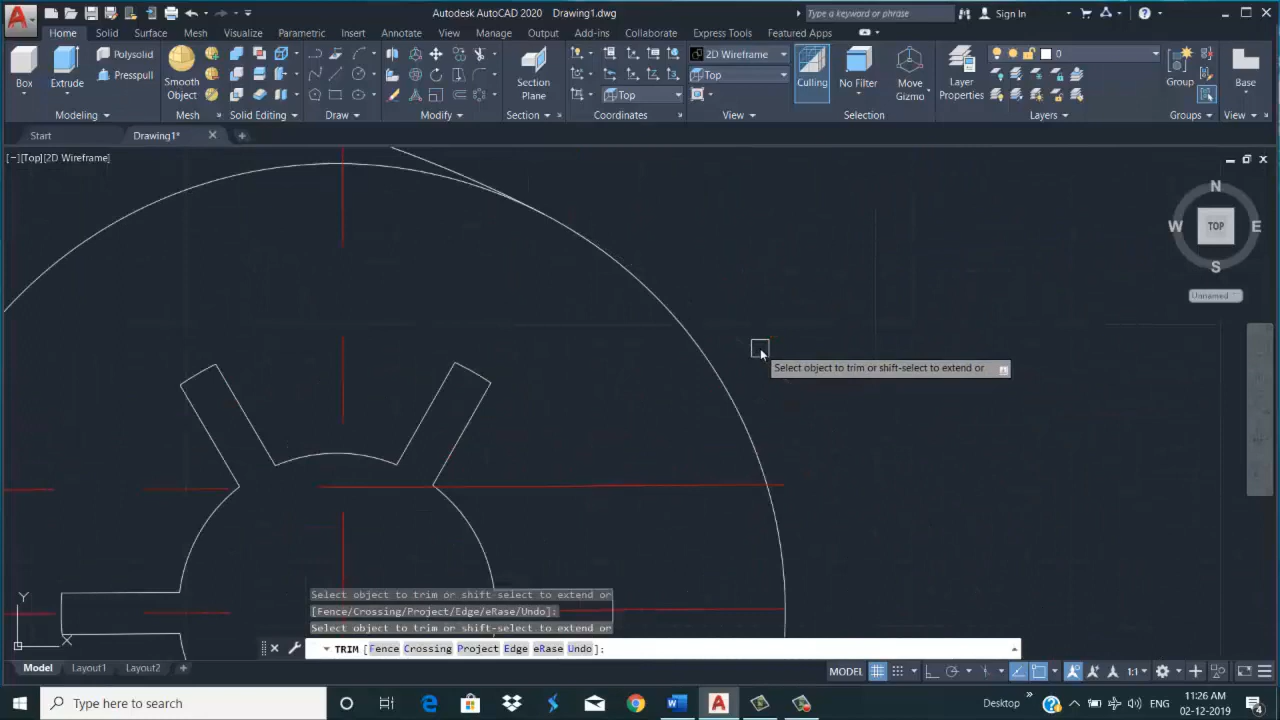 Autodesk AutoCAD 2020 Drawing1.dwg
Type a keyword or phrase
Sign In
Home Solid Surface Mesh Visualize Parametric Insert Annotate View Manage Output Add-ins Collaborate Express Tools Featured Apps
Box
Extrude
Polysolid
Presspull
Smooth
Object
Section
Plane
2D Wireframe
Top
Top
Culling
No Filter
Move
Gizmo
Layer
Properties
0
Group
Base
Modeling Mesh Solid Editing Draw Modify Section Coordinates View Selection Layers Groups View
Start Drawing1*
[−][Top][2D Wireframe]
N
W TOP E
S
Unnamed
Select object to trim or shift-select to extend or
Y
X
Select object to trim or shift-select to extend or
[Fence/Crossing/Project/Edge/eRase/Undo]:
Select object to trim or shift-select to extend or
TRIM [Fence Crossing Project Edge eRase Undo]:
Model Layout1 Layout2
MODEL
1:1
Type here to search
Desktop
ENG
11:26 AM
02-12-2019
4